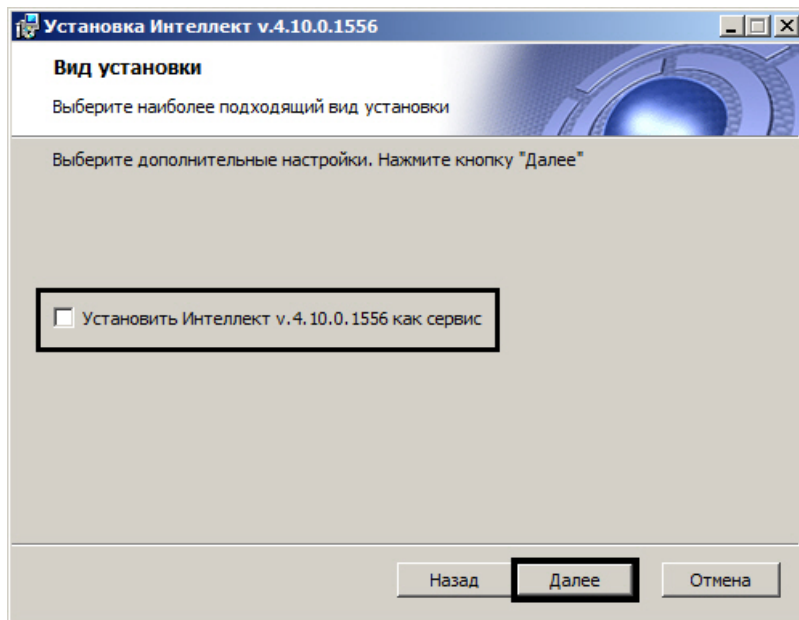 Установка Интеллект v.4.10.0.1556
Вид установки
Выберите наиболее подходящий вид установки
Выберите дополнительные настройки. Нажмите кнопку "Далее"
Установить Интеллект v.4.10.0.1556 как сервис
Назад Далее Отмена